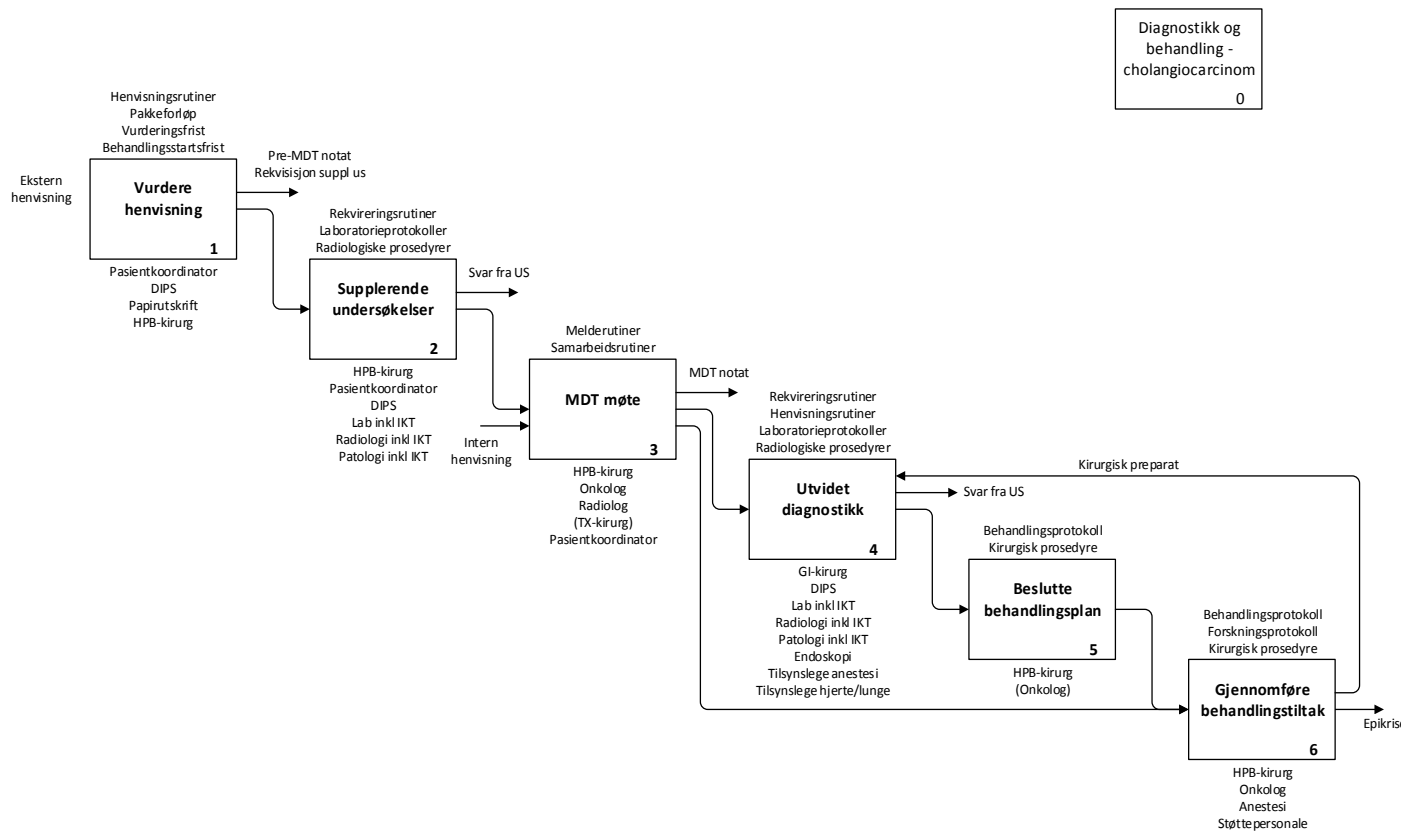 Diagnostikk og
behandling -
cholangiocarcinom
0
Henvisningsrutiner
Pakkeforløp
Vurderingsfrist
Behandlingsstartsfrist
Ekstern
henvisning
Vurdere
henvisning
1
Pre-MDT notat
Rekvisisjon suppl us
Pasientkoordinator
DIPS
Papirutskrift
HPB-kirurg
Rekvireringsrutiner
Laboratorieprotokoller
Radiologiske prosedyrer
Supplerende
undersøkelser
2
Svar fra US
HPB-kirurg
Pasientkoordinator
DIPS
Lab inkl IKT
Radiologi inkl IKT
Patologi inkl IKT
Melderutiner
Samarbeidsrutiner
MDT møte
3
MDT notat
Intern
henvisning
HPB-kirurg
Onkolog
Radiolog
(TX-kirurg)
Pasientkoordinator
Rekvireringsrutiner
Henvisningsrutiner
Laboratorieprotokoller
Radiologiske prosedyrer
Utvidet
diagnostikk
4
Kirurgisk preparat
Svar fra US
GI-kirurg
DIPS
Lab inkl IKT
Radiologi inkl IKT
Patologi inkl IKT
Endoskopi
Tilsynslege anestesi
Tilsynslege hjerte/lunge
Behandlingsprotokoll
Kirurgisk prosedyre
Beslutte
behandlingsplan
5
HPB-kirurg
(Onkolog)
Behandlingsprotokoll
Forskningsprotokoll
Kirurgisk prosedyre
Gjennomføre
behandlingstiltak
6
Epikrise
HPB-kirurg
Onkolog
Anestesi
Støttepersonale